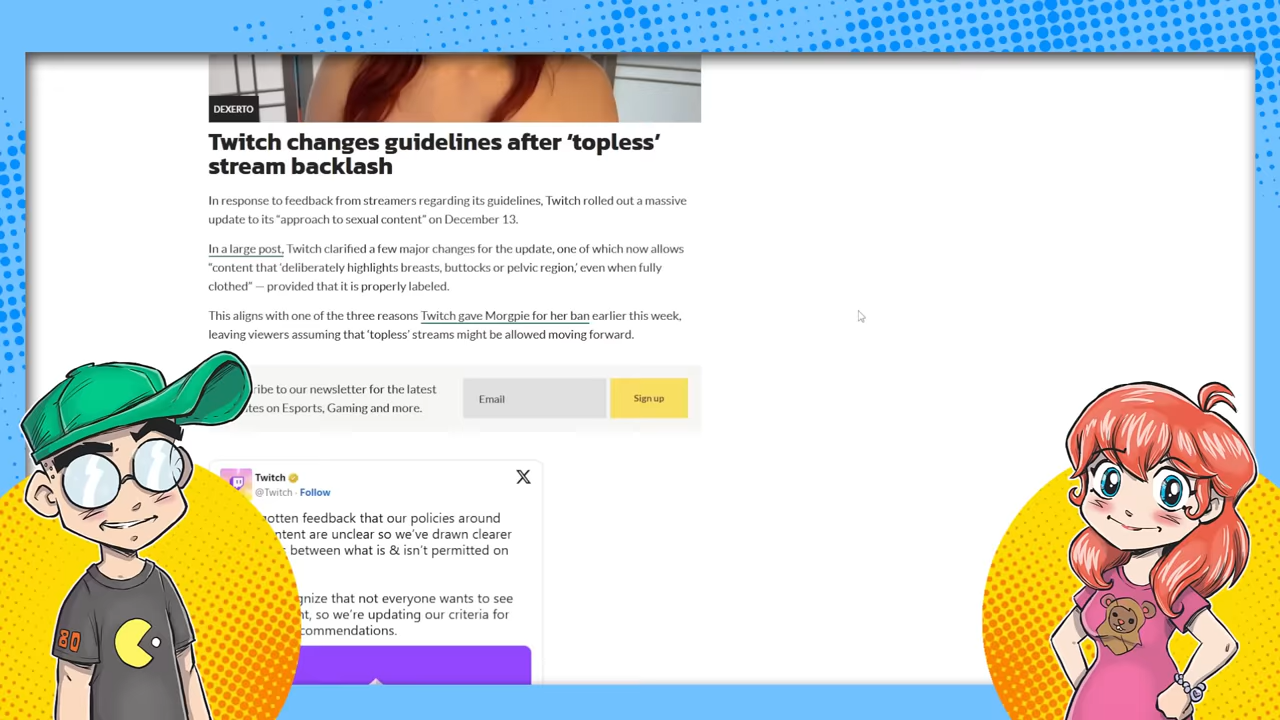 DEXERTO
Twitch changes guidelines after ‘topless’
stream backlash
In response to feedback from streamers regarding its guidelines, Twitch rolled out a massive
update to its “approach to sexual content” on December 13.
In a large post, Twitch clarified a few major changes for the update, one of which now allows
“content that ‘deliberately highlights breasts, buttocks or pelvic region,’ even when fully
clothed” — provided that it is properly labeled.
This aligns with one of the three reasons Twitch gave Morgpie for her ban earlier this week,
leaving viewers assuming that ‘topless’ streams might be allowed moving forward.
ribe to our newsletter for the latest
tes on Esports, Gaming and more.
Email
Sign up
Twitch
@Twitch · Follow
gotten feedback that our policies around
ntent are unclear so we’ve drawn clearer
between what is & isn’t permitted on
gnize that not everyone wants to see
nt, so we’re updating our criteria for
commendations.
80